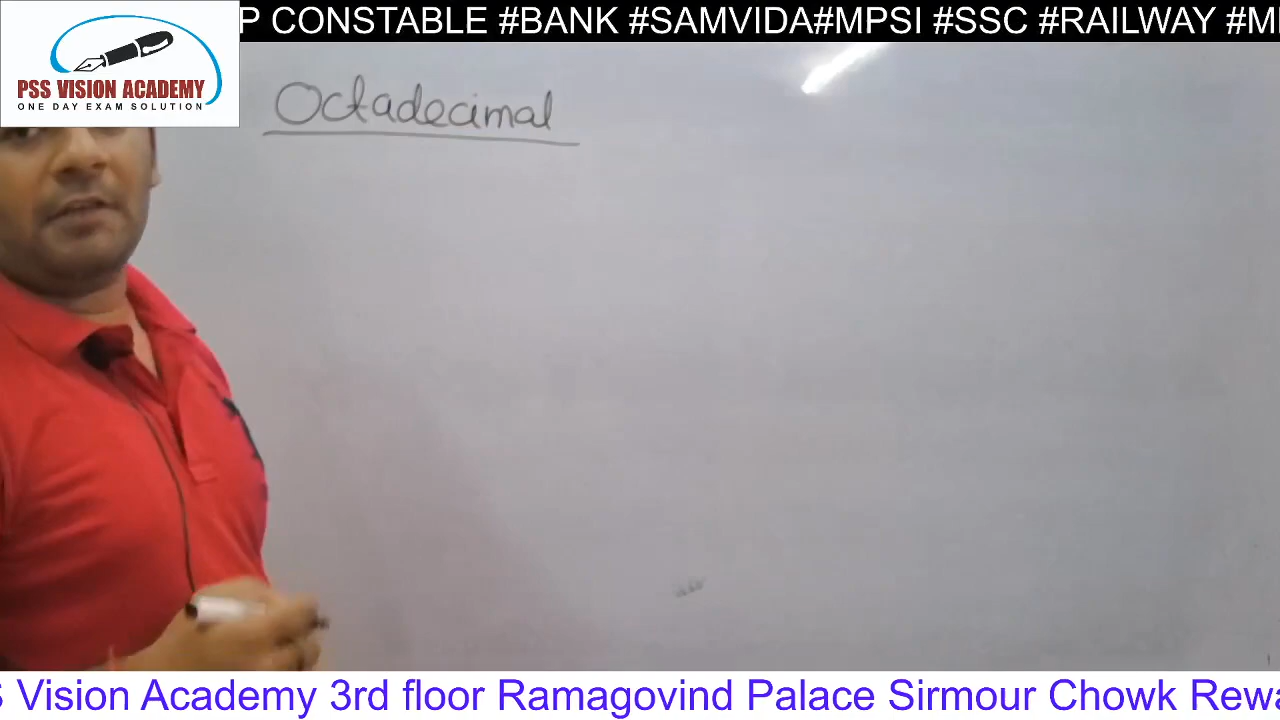 P CONSTABLE #BANK #SAMVIDA#MPSI #SSC #RAILWAY #M
PSS VISION ACADEMY
ONE DAY EXAM SOLUTION
Octadecimal
S Vision Academy 3rd floor Ramagovind Palace Sirmour Chowk Rewa